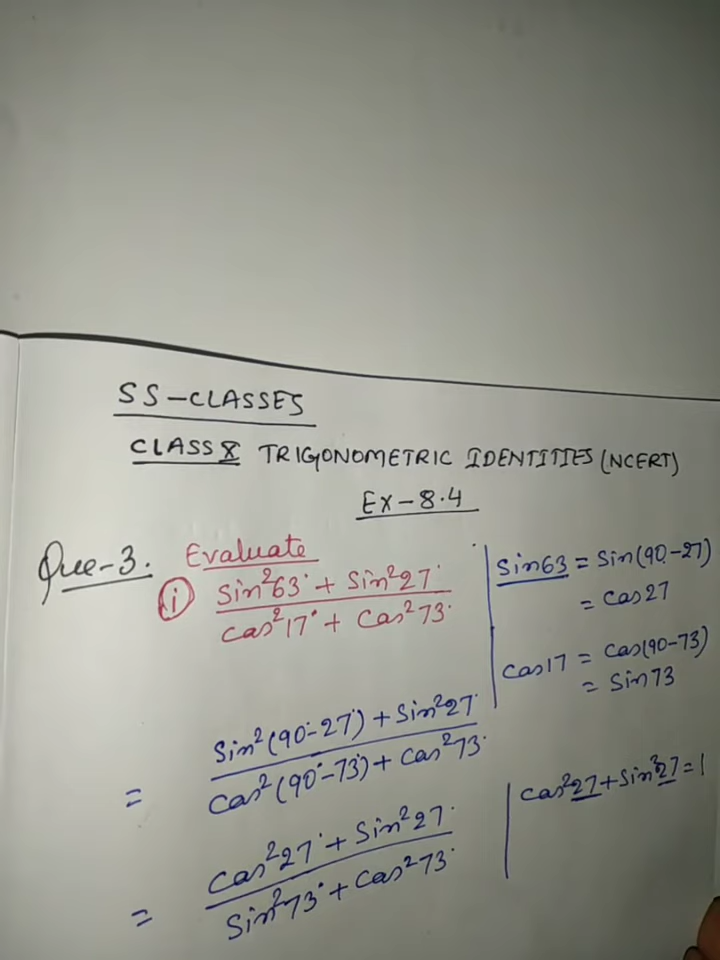 SS-CLASSES
CLASS X TRIGONOMETRIC IDENTITIES (NCERT)
EX-8.4
Que-3. Evaluate
(i) Sin²63° + Sin²27°
Cos²17° + Cos²73°
Sin63 = Sin(90-27)
= Cos27
Cos17 = Cos(90-73)
= Sin73
= Sin²(90°-27°) + Sin²27°
Cos²(90°-73°) + Cos²73°
= Cos²27° + Sin²27°
Sin²73° + Cos²73°
Cos²27 + Sin²27 = 1